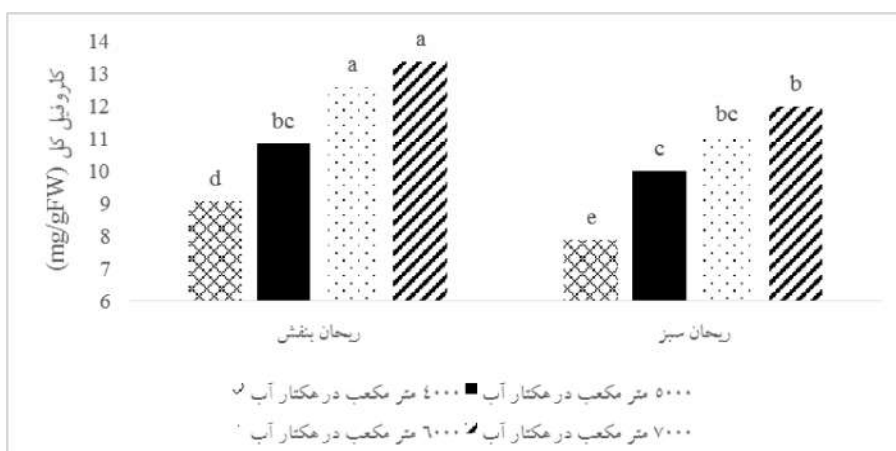 کلروفیل کل (mg/gFW)
14
13
12
11
10
9
8
7
6
d
bc
a
a
e
c
bc
b
ریحان بنفش
ریحان سبز
۴۰۰۰ متر مکعب در هکتار آب
۵۰۰۰ متر مکعب در هکتار آب
۶۰۰۰ متر مکعب در هکتار آب
۷۰۰۰ متر مکعب در هکتار آب